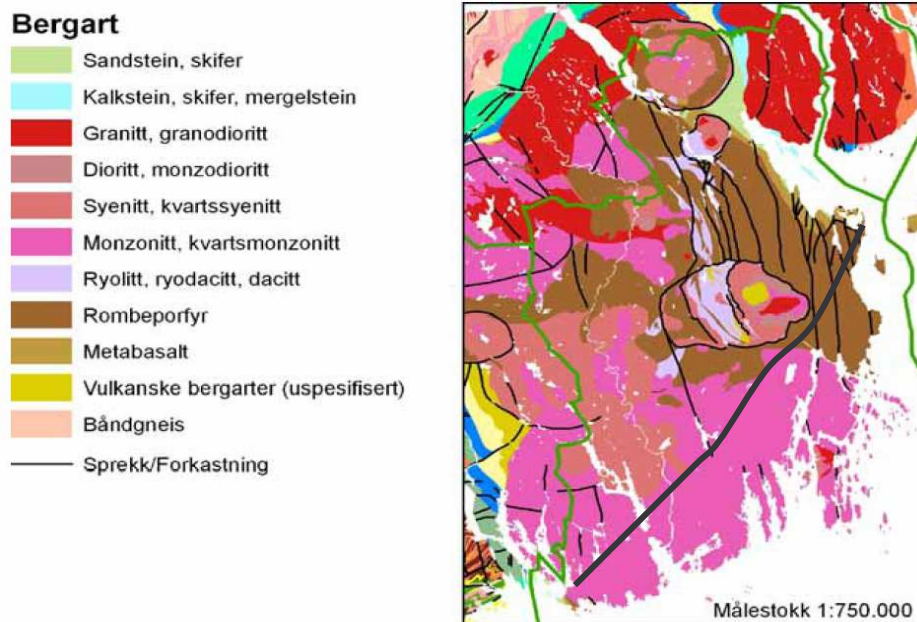 Bergart
Sandstein, skifer
Kalkstein, skifer, mergelstein
Granitt, granodioritt
Dioritt, monzodioritt
Syenitt, kvartssyenitt
Monzonitt, kvartsmonzonitt
Ryolitt, ryodacitt, dacitt
Rombeporfyr
Metabasalt
Vulkanske bergarter (uspesifisert)
Båndgneis
Sprekk/Forkastning
Målestokk 1:750.000